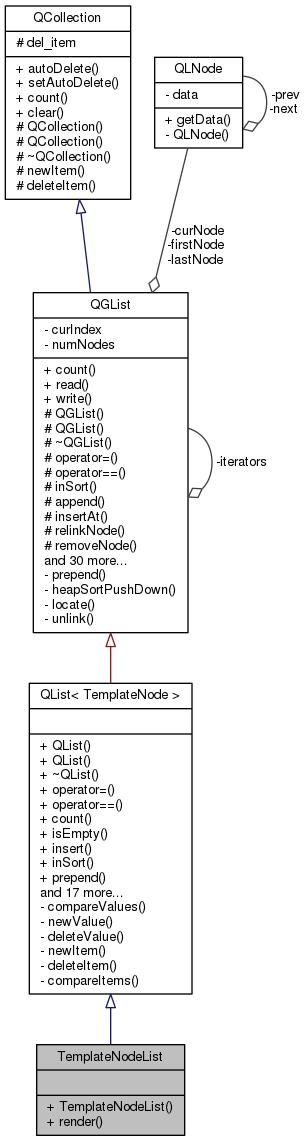 QCollection
# del_item
+ autoDelete()
+ setAutoDelete()
+ count()
+ clear()
# QCollection()
# QCollection()
# ~QCollection()
# newItem()
# deleteItem()
QLNode
- data
+ getData()
- QLNode()
-prev
-next
-curNode
-firstNode
-lastNode
QGList
- curIndex
- numNodes
+ count()
+ read()
+ write()
# QGList()
# QGList()
# ~QGList()
# operator=()
# operator==()
# inSort()
# append()
# insertAt()
# relinkNode()
# removeNode()
and 30 more...
- prepend()
- heapSortPushDown()
- locate()
- unlink()
-iterators
QList< TemplateNode >
+ QList()
+ QList()
+ ~QList()
+ operator=()
+ operator==()
+ count()
+ isEmpty()
+ insert()
+ inSort()
+ prepend()
and 17 more...
- compareValues()
- newValue()
- deleteValue()
- newItem()
- deleteItem()
- compareItems()
TemplateNodeList
+ TemplateNodeList()
+ render()